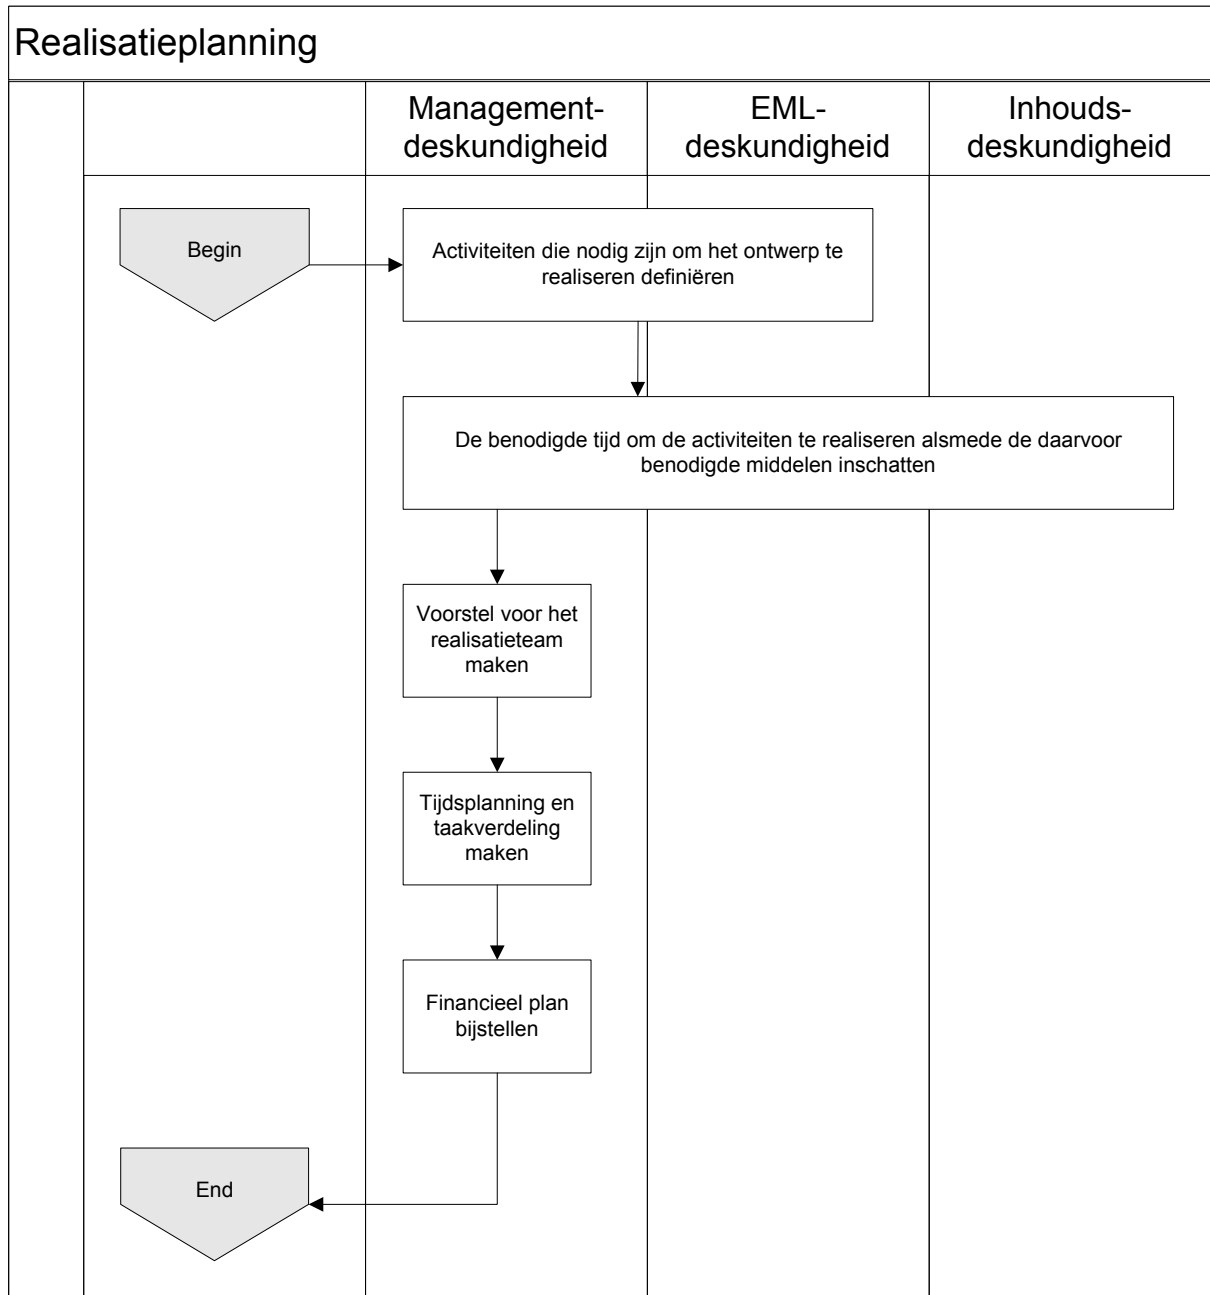 Realisatieplanning
Management-
deskundigheid
EML-
deskundigheid
Inhouds-
deskundigheid
Begin
Activiteiten die nodig zijn om het ontwerp te
realiseren definiëren
De benodigde tijd om de activiteiten te realiseren alsmede de daarvoor
benodigde middelen inschatten
Voorstel voor het
realisatieteam
maken
Tijdsplanning en
taakverdeling
maken
Financieel plan
bijstellen
End